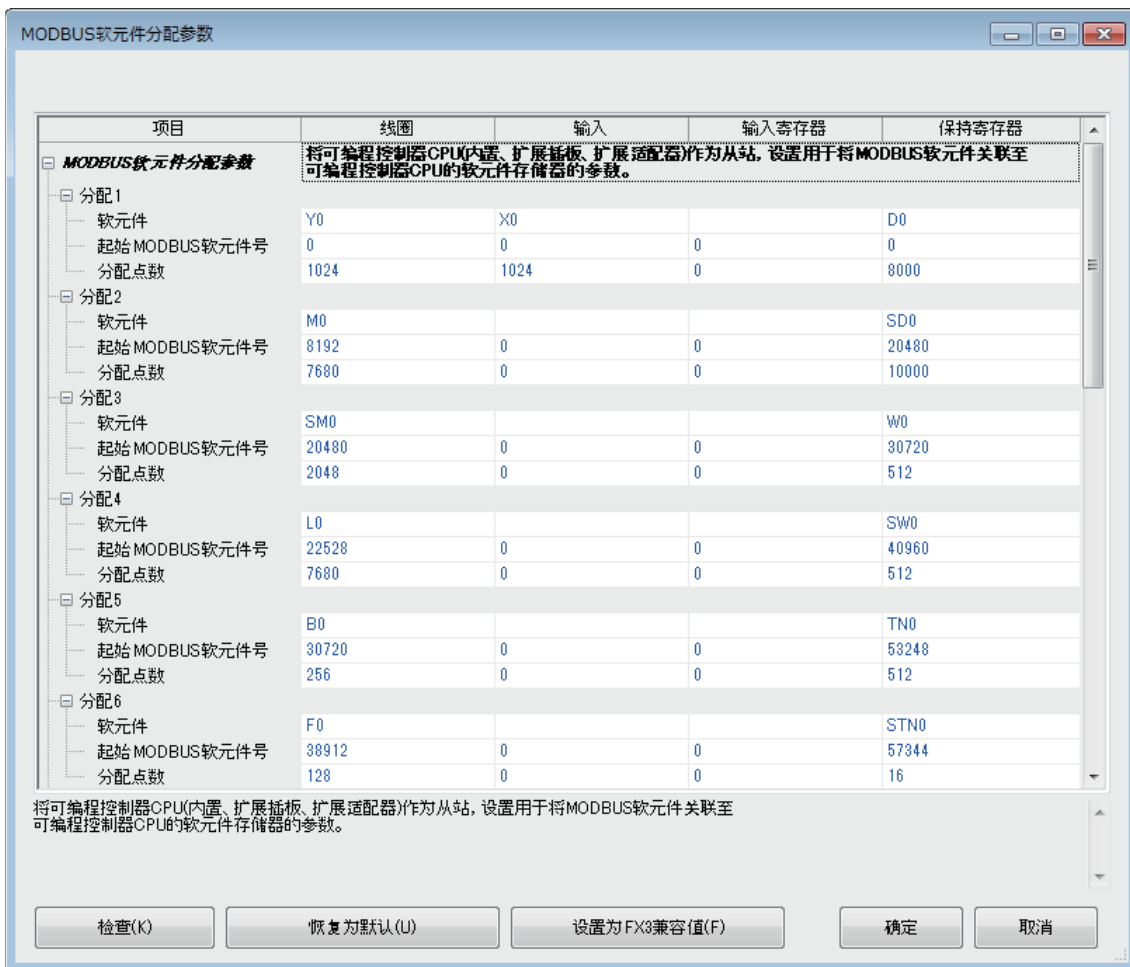 MODBUS软元件分配参数
项目 线圈 输入 输入寄存器 保持寄存器
MODBUS软元件分配参数 将可编程控制器CPU(内置、扩展插板、扩展适配器)作为从站, 设置用于将MODBUS软元件关联至
可编程控制器CPU的软元件存储器的参数。
分配1
软元件 Y0 X0 D0
起始MODBUS软元件号 0 0 0 0
分配点数 1024 1024 0 8000
分配2
软元件 M0 SD0
起始MODBUS软元件号 8192 0 0 20480
分配点数 7680 0 0 10000
分配3
软元件 SM0 W0
起始MODBUS软元件号 20480 0 0 30720
分配点数 2048 0 0 512
分配4
软元件 L0 SW0
起始MODBUS软元件号 22528 0 0 40960
分配点数 7680 0 0 512
分配5
软元件 B0 TN0
起始MODBUS软元件号 30720 0 0 53248
分配点数 256 0 0 512
分配6
软元件 F0 STN0
起始MODBUS软元件号 38912 0 0 57344
分配点数 128 0 0 16
将可编程控制器CPU(内置、扩展插板、扩展适配器)作为从站, 设置用于将MODBUS软元件关联至
可编程控制器CPU的软元件存储器的参数。
检查(K) 恢复为默认(U) 设置为FX3兼容值(F) 确定 取消